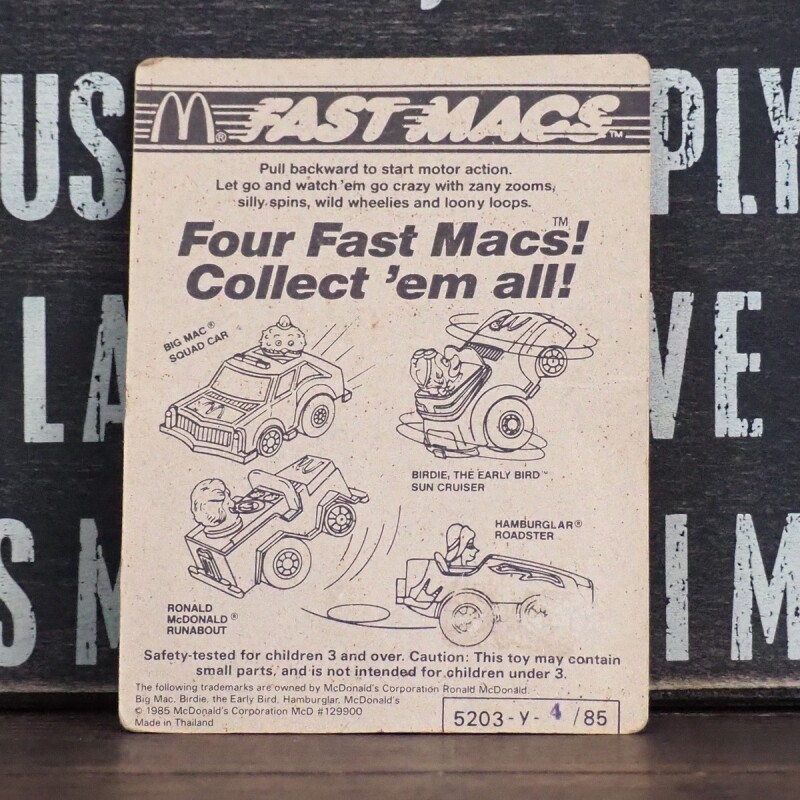 US
PLY
LA
VE
S M
I M
M® FAST MACS™
Pull backward to start motor action.
Let go and watch 'em go crazy with zany zooms,
silly spins, wild wheelies and loony loops.
Four Fast Macs!™
Collect 'em all!
BIG MAC®
SQUAD CAR
BIRDIE, THE EARLY BIRD™
SUN CRUISER
HAMBURGLAR®
ROADSTER
RONALD
McDONALD®
RUNABOUT
Safety-tested for children 3 and over. Caution: This toy may contain
small parts, and is not intended for children under 3.
The following trademarks are owned by McDonald's Corporation Ronald McDonald.
Big Mac. Birdie, the Early Bird, Hamburglar, McDonald's
© 1985 McDonald's Corporation McD #129900
Made in Thailand
5203-y-4/85